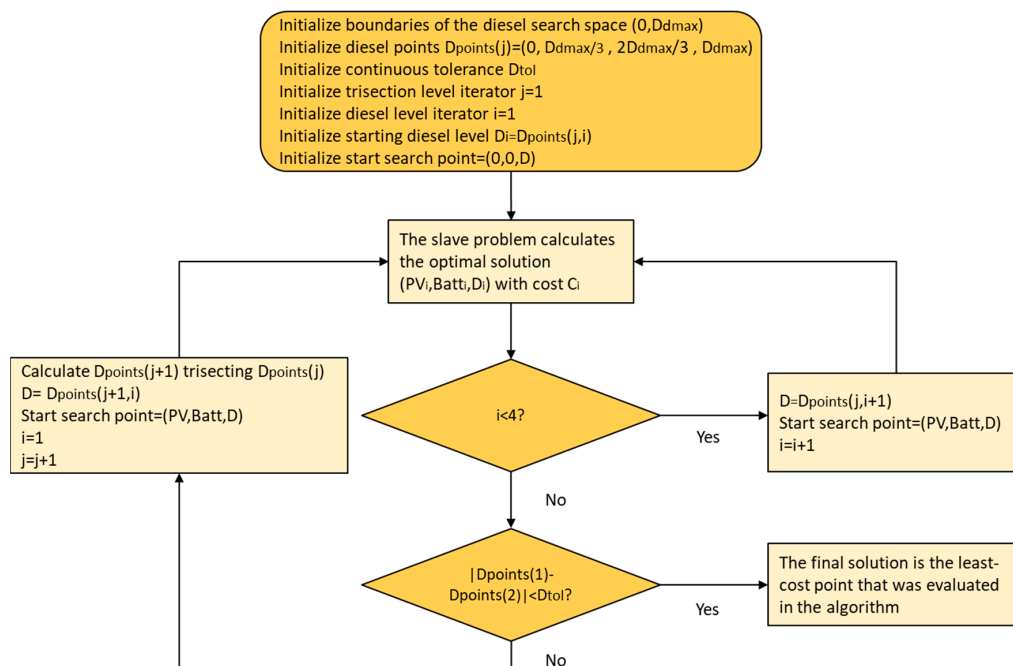 Initialize boundaries of the diesel search space (0,Ddmax)
Initialize diesel points Dpoints(j)=(0, Ddmax/3 , 2Ddmax/3 , Ddmax)
Initialize continuous tolerance Dtol
Initialize trisection level iterator j=1
Initialize diesel level iterator i=1
Initialize starting diesel level Di=Dpoints(j,i)
Initialize start search point=(0,0,D)
The slave problem calculates
the optimal solution
(PVi,Batti,Di) with cost Ci
Calculate Dpoints(j+1) trisecting Dpoints(j)
D= Dpoints(j+1,i)
Start search point=(PV,Batt,D)
i=1
j=j+1
i<4?
Yes
D=Dpoints(j,i+1)
Start search point=(PV,Batt,D)
i=i+1
No
|Dpoints(1)-
Dpoints(2)|<Dtol?
Yes
The final solution is the least-
cost point that was evaluated
in the algorithm
No